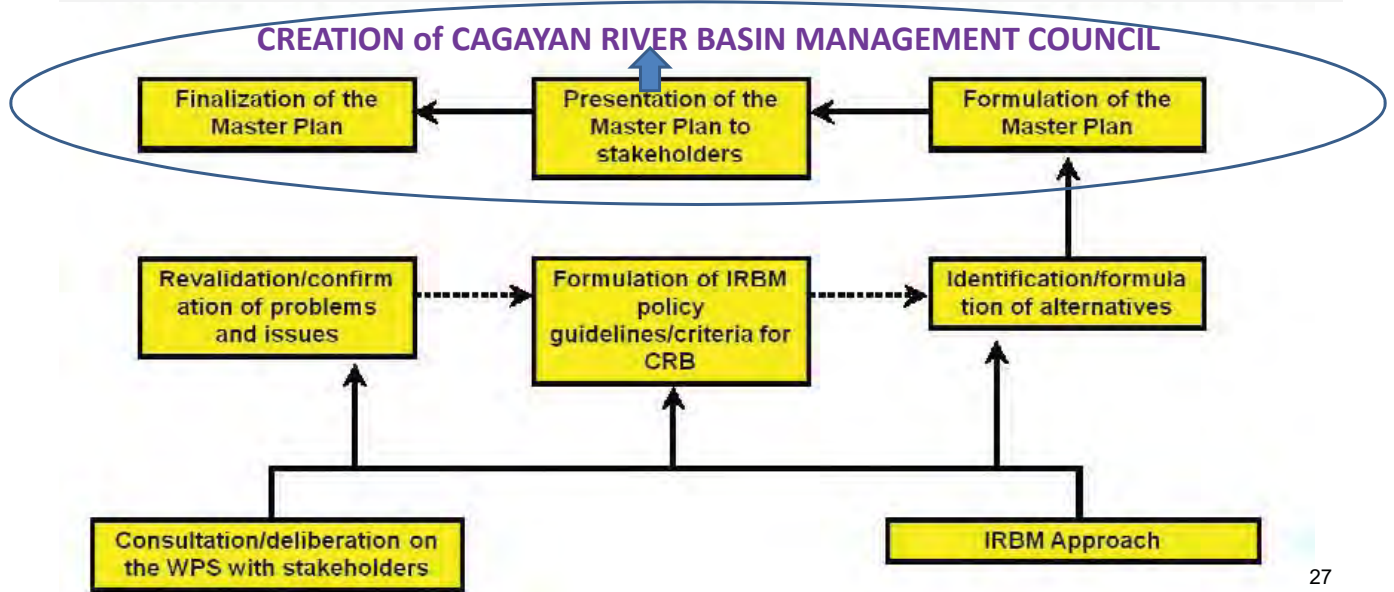 CREATION of CAGAYAN RIVER BASIN MANAGEMENT COUNCIL
Finalization of the
Master Plan
Presentation of the
Master Plan to
stakeholders
Formulation of the
Master Plan
Revalidation/confirm
ation of problems
and issues
Formulation of IRBM
policy
guidelines/criteria for
CRB
Identification/formula
tion of alternatives
Consultation/deliberation on
the WPS with stakeholders
IRBM Approach
27